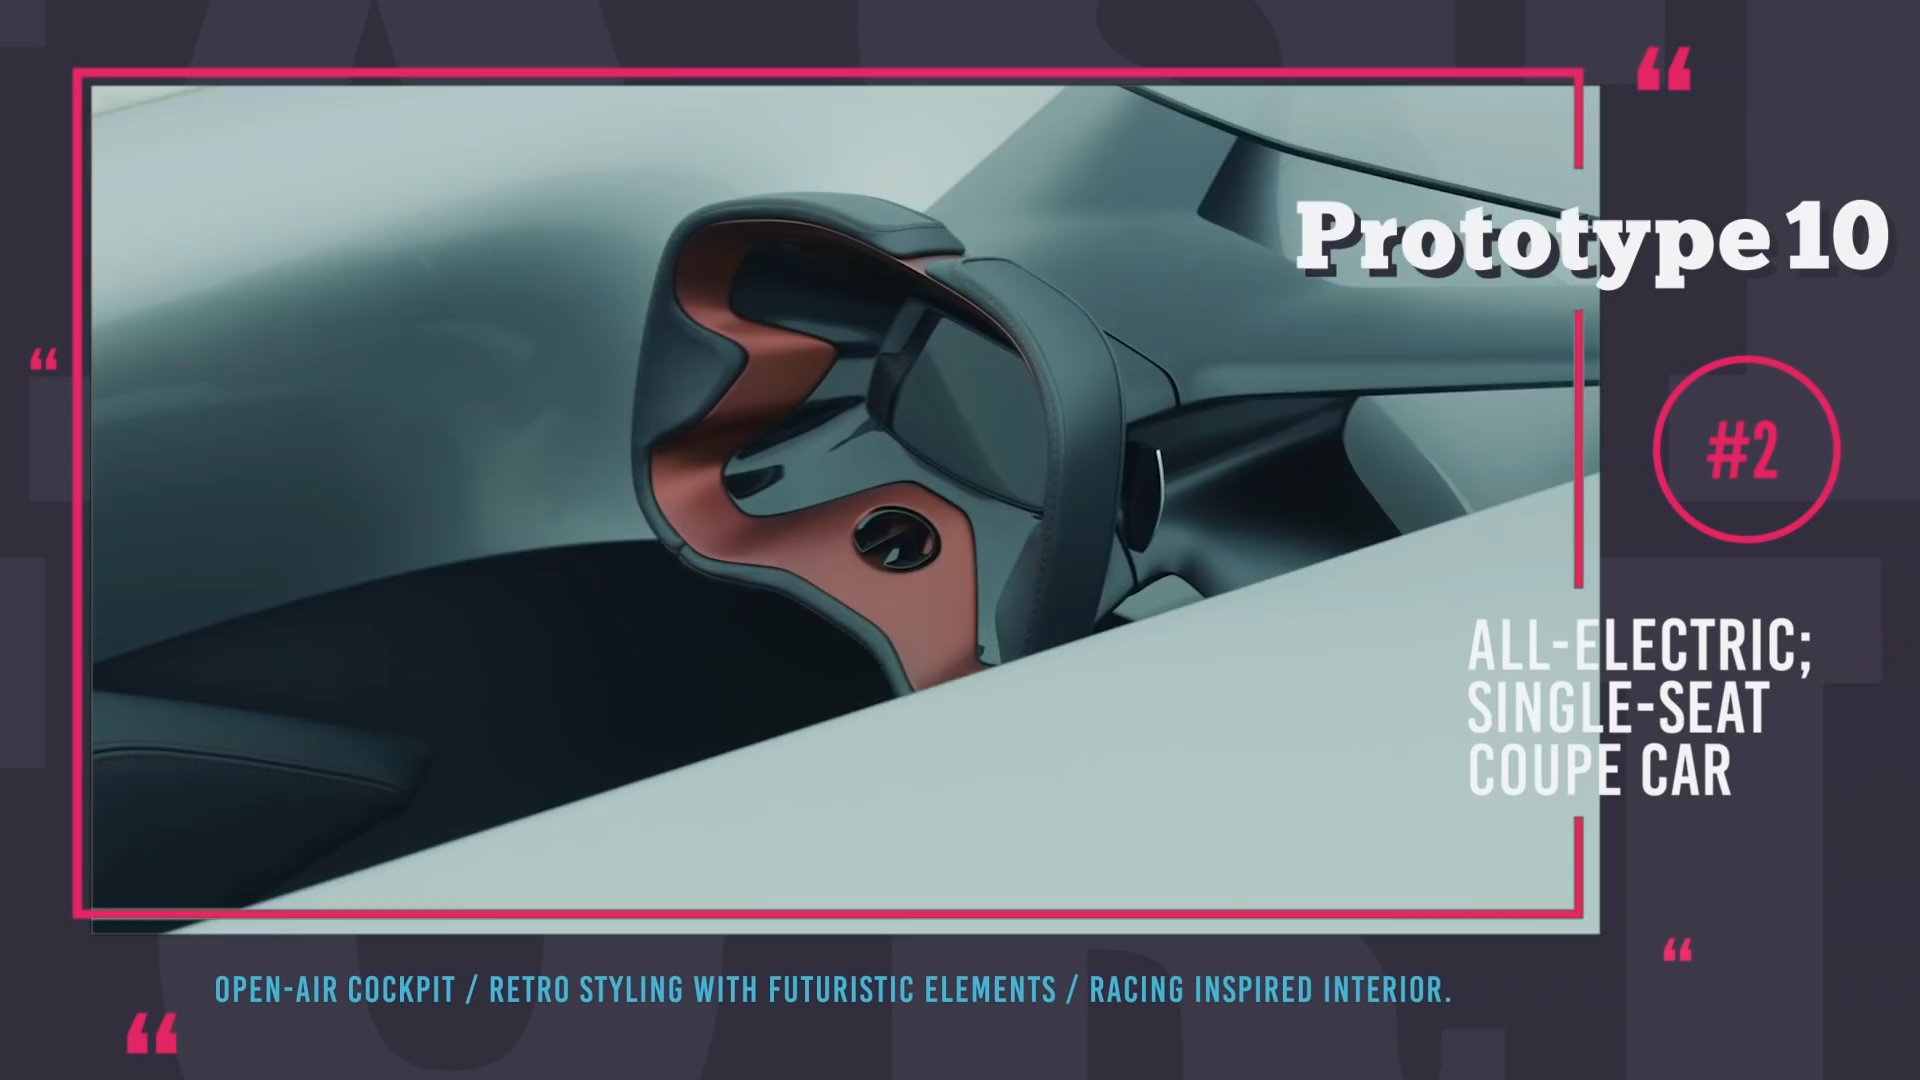 Prototype 10
#2
ALL-ELECTRIC;
SINGLE-SEAT
COUPE CAR
OPEN-AIR COCKPIT / RETRO STYLING WITH FUTURISTIC ELEMENTS / RACING INSPIRED INTERIOR.